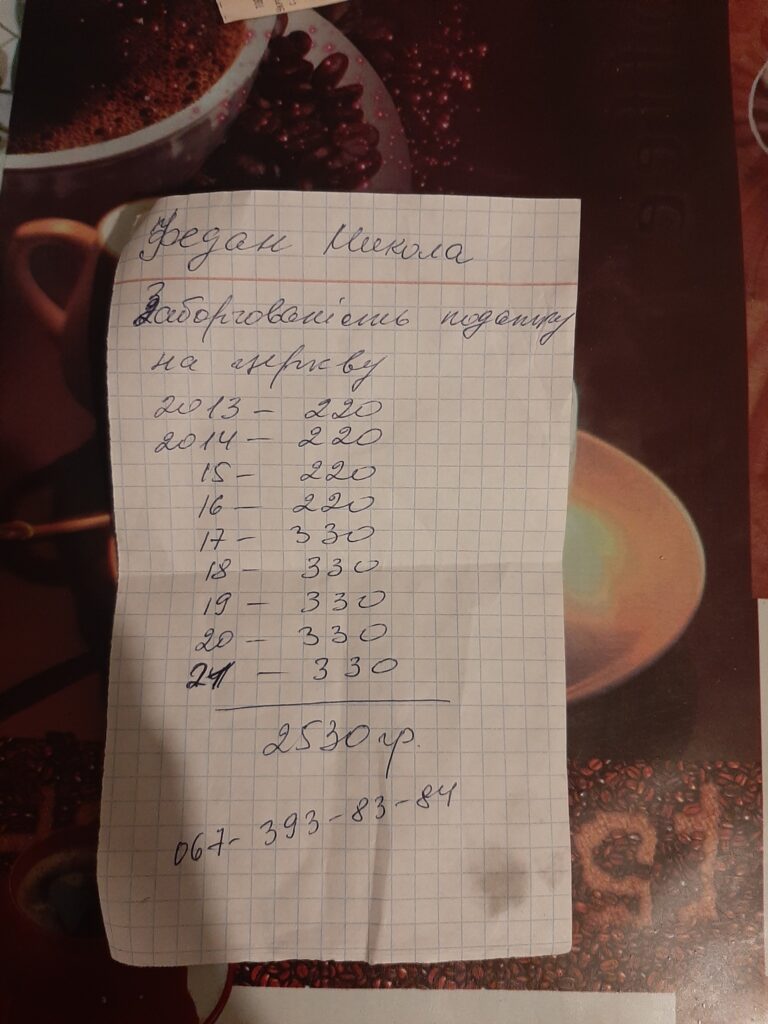 Федан Микола
Заборгованість податку
на церкву
2013 - 220
2014 - 220
15 - 220
16 - 220
17 - 330
18 - 330
19 - 330
20 - 330
21 - 330
2530 гр.
067-393-83-84